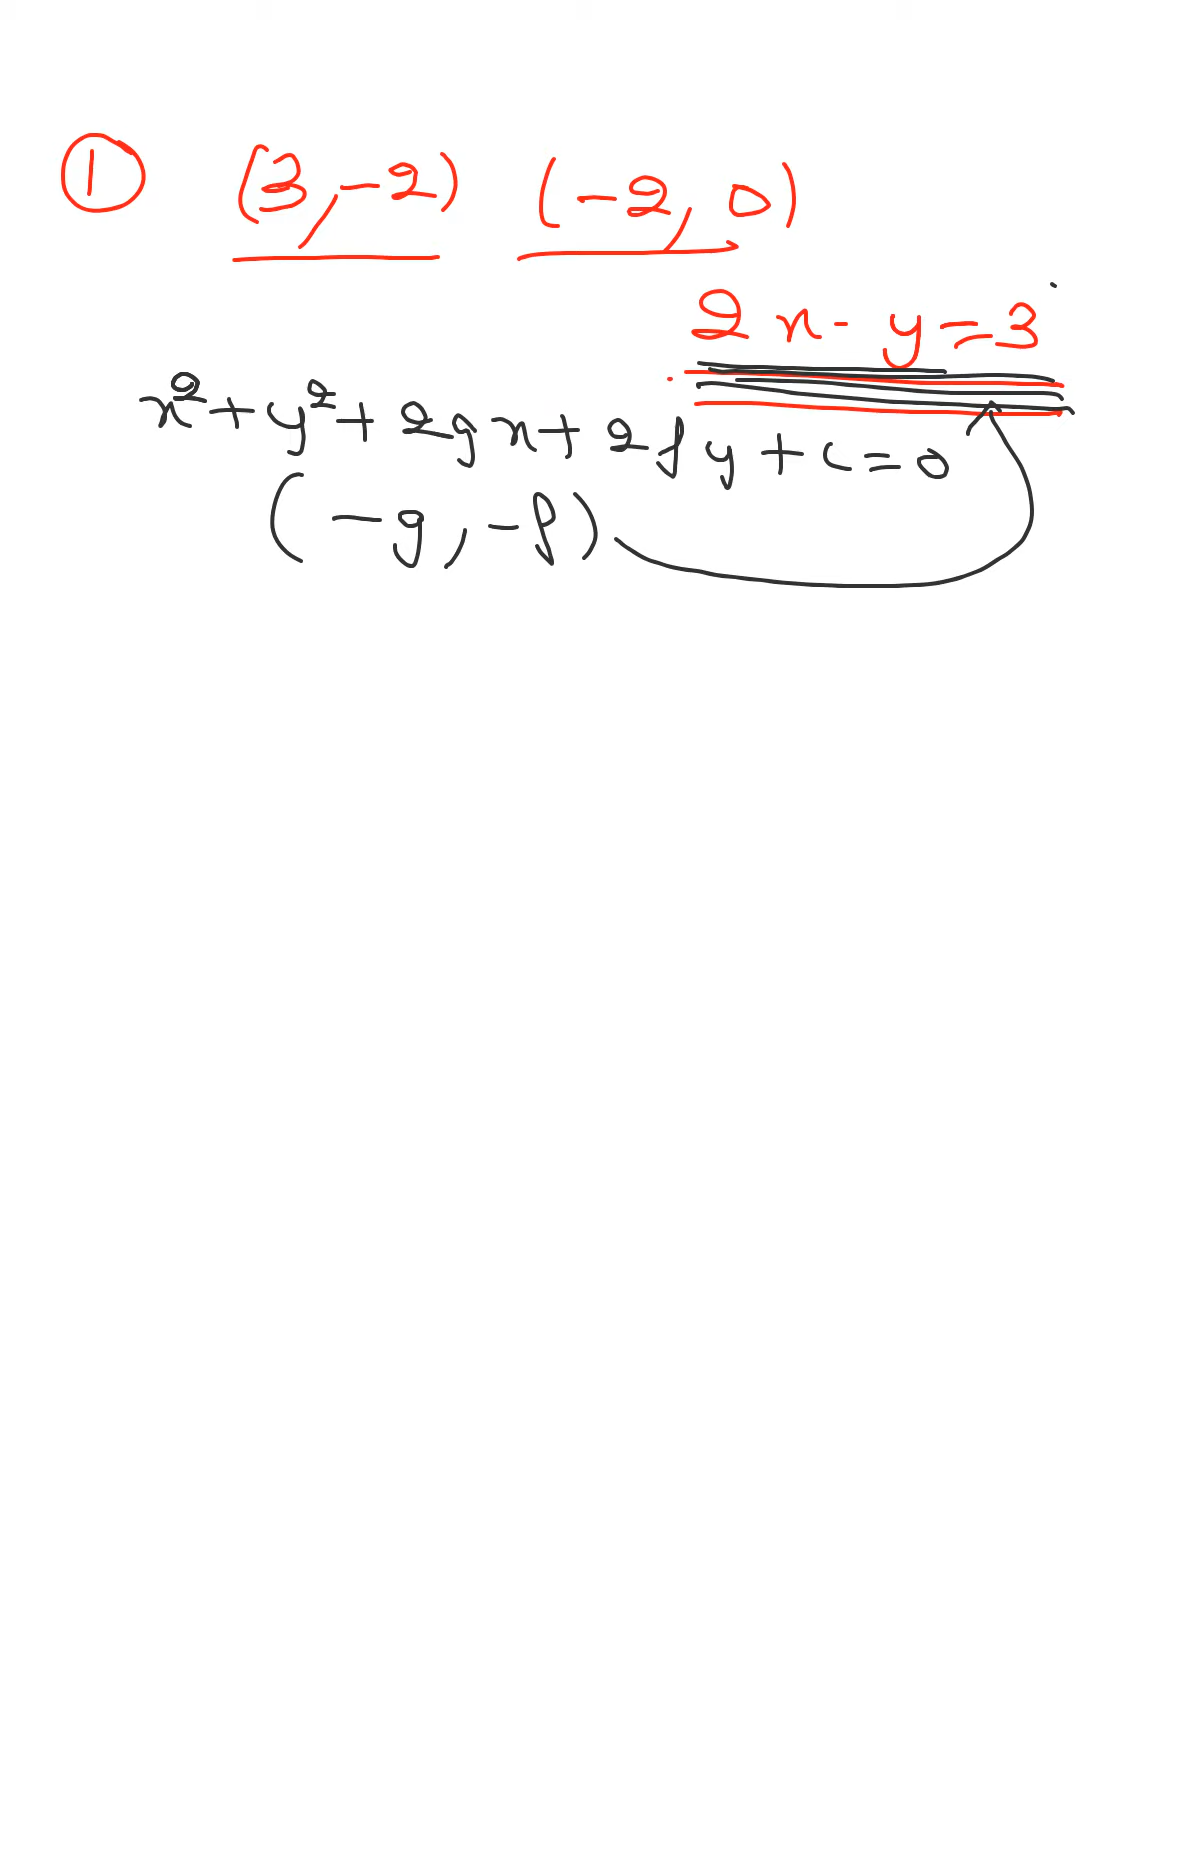 ① (3, -2) (-2, 0)
2x - y = 3
x² + y² + 2gx + 2fy + c = 0
(-g, -f)